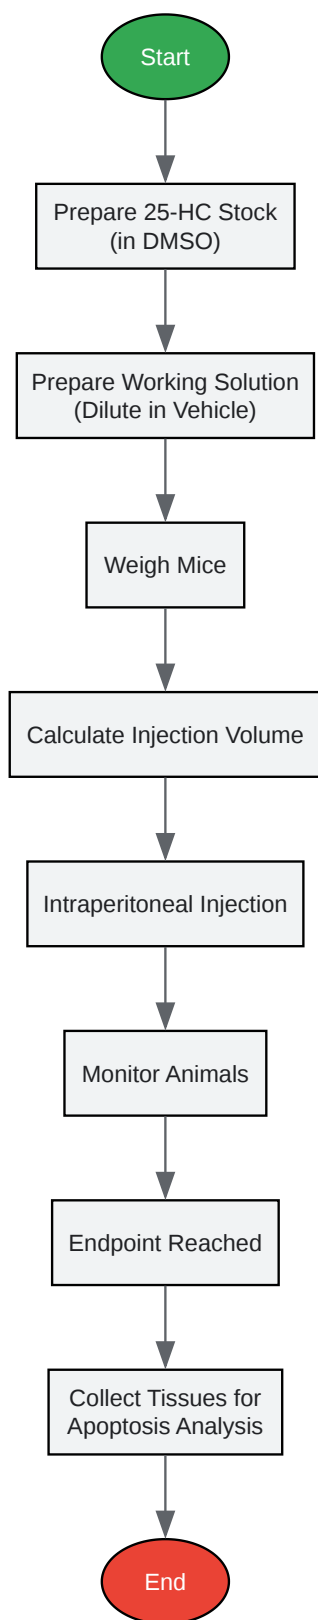 Start
Prepare 25-HC Stock
(in DMSO)
Prepare Working Solution
(Dilute in Vehicle)
Weigh Mice
Calculate Injection Volume
Intraperitoneal Injection
Monitor Animals
Endpoint Reached
Collect Tissues for
Apoptosis Analysis
End